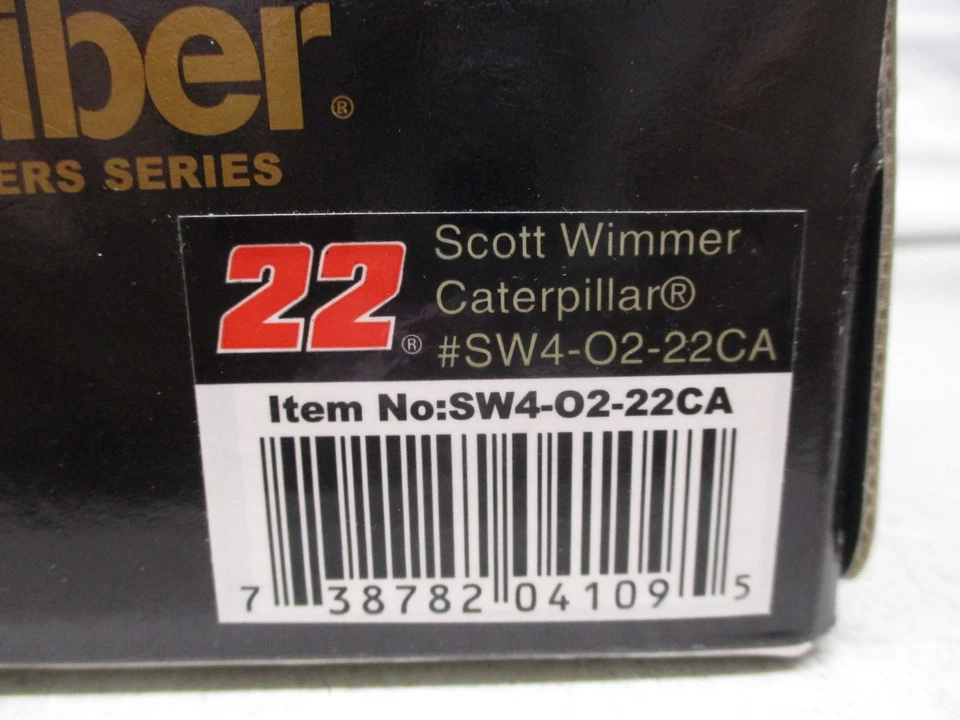 iber®
ERS SERIES
22®
Scott Wimmer
Caterpillar®
#SW4-O2-22CA
Item No:SW4-O2-22CA
7 38782 04109 5